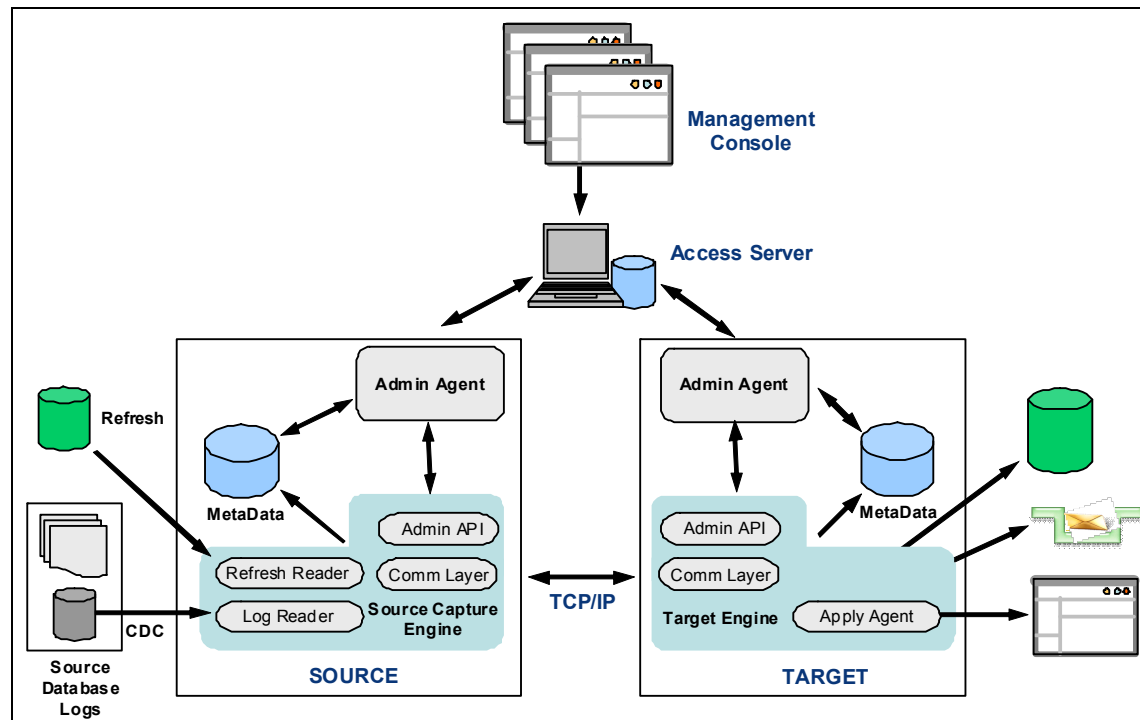 Management
Console
Access Server
Admin Agent
Admin Agent
Refresh
MetaData
MetaData
Admin API
Admin API
Refresh Reader
Comm Layer
Comm Layer
TCP/IP
Log Reader
Source Capture
Engine
Target Engine
Apply Agent
CDC
Source
Database
Logs
SOURCE
TARGET